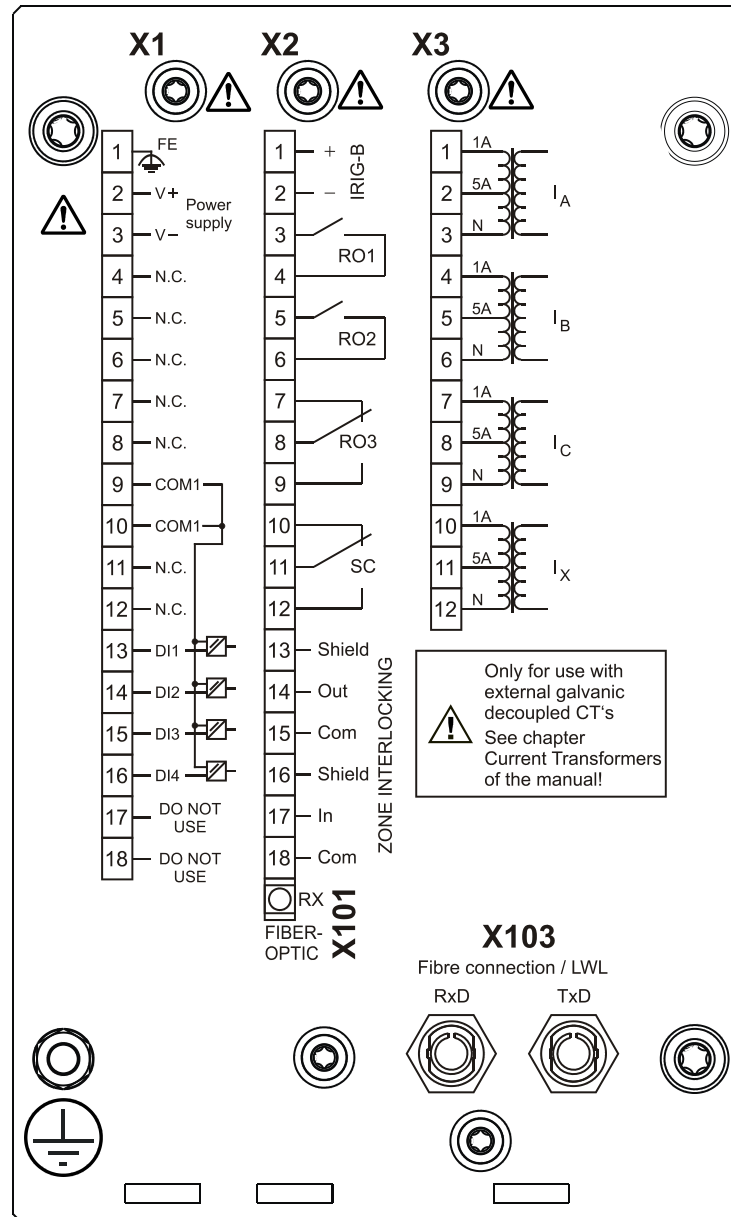 X1
1 FE
2 V+
Power
supply
3 V−
4 N.C.
5 N.C.
6 N.C.
7 N.C.
8 N.C.
9 COM1
10 COM1
11 N.C.
12 N.C.
13 DI1
14 DI2
15 DI3
16 DI4
17 DO NOT
USE
18 DO NOT
USE
X2
1 +
2 −
IRIG-B
3
RO1
4
5
RO2
6
7
8 RO3
9
10
11 SC
12
13 Shield
14 Out
15 Com
16 Shield
17 In
18 Com
ZONE INTERLOCKING
RX
FIBER-
OPTIC
X101
X3
1 1A
2 5A IA
3 N
4 1A
5 5A IB
6 N
7 1A
8 5A IC
9 N
10 1A
11 5A IX
12 N
Only for use with
external galvanic
decoupled CT‘s
See chapter
Current Transformers
of the manual!
X103
Fibre connection / LWL
RxD TxD